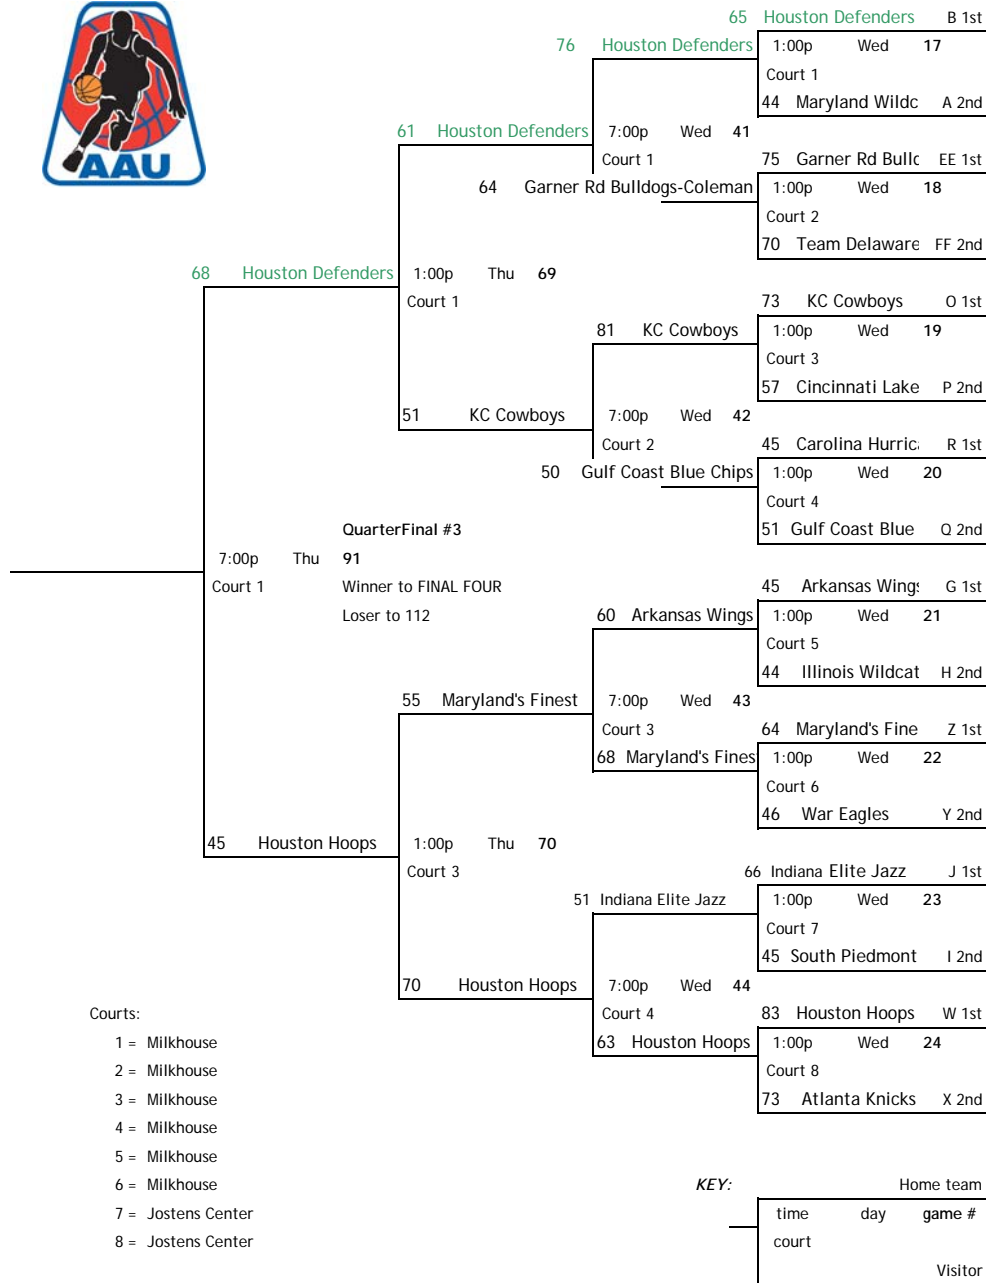 65 Houston Defenders B 1st
76 Houston Defenders 1:00p Wed 17
Court 1
44 Maryland Wildc A 2nd
61 Houston Defenders 7:00p Wed 41
Court 1 75 Garner Rd Bulld EE 1st
AAU
64 Garner Rd Bulldogs-Coleman 1:00p Wed 18
Court 2
70 Team Delaware FF 2nd
68 Houston Defenders 1:00p Thu 69
Court 1 73 KC Cowboys O 1st
81 KC Cowboys 1:00p Wed 19
Court 3
57 Cincinnati Lake P 2nd
51 KC Cowboys 7:00p Wed 42
Court 2 45 Carolina Hurric R 1st
50 Gulf Coast Blue Chips 1:00p Wed 20
Court 4
QuarterFinal #3 51 Gulf Coast Blue Q 2nd
7:00p Thu 91
Court 1 Winner to FINAL FOUR 45 Arkansas Wings G 1st
Loser to 112 60 Arkansas Wings 1:00p Wed 21
Court 5
44 Illinois Wildcat H 2nd
55 Maryland's Finest 7:00p Wed 43
Court 3 64 Maryland's Fine Z 1st
68 Maryland's Finest 1:00p Wed 22
Court 6
46 War Eagles Y 2nd
45 Houston Hoops 1:00p Thu 70
Court 3 66 Indiana Elite Jazz J 1st
51 Indiana Elite Jazz 1:00p Wed 23
Court 7
45 South Piedmont I 2nd
70 Houston Hoops 7:00p Wed 44
Courts: Court 4 83 Houston Hoops W 1st
1 = Milkhouse 63 Houston Hoops 1:00p Wed 24
2 = Milkhouse Court 8
3 = Milkhouse 73 Atlanta Knicks X 2nd
4 = Milkhouse
5 = Milkhouse
6 = Milkhouse KEY: Home team
7 = Jostens Center time day game #
8 = Jostens Center court
Visitor